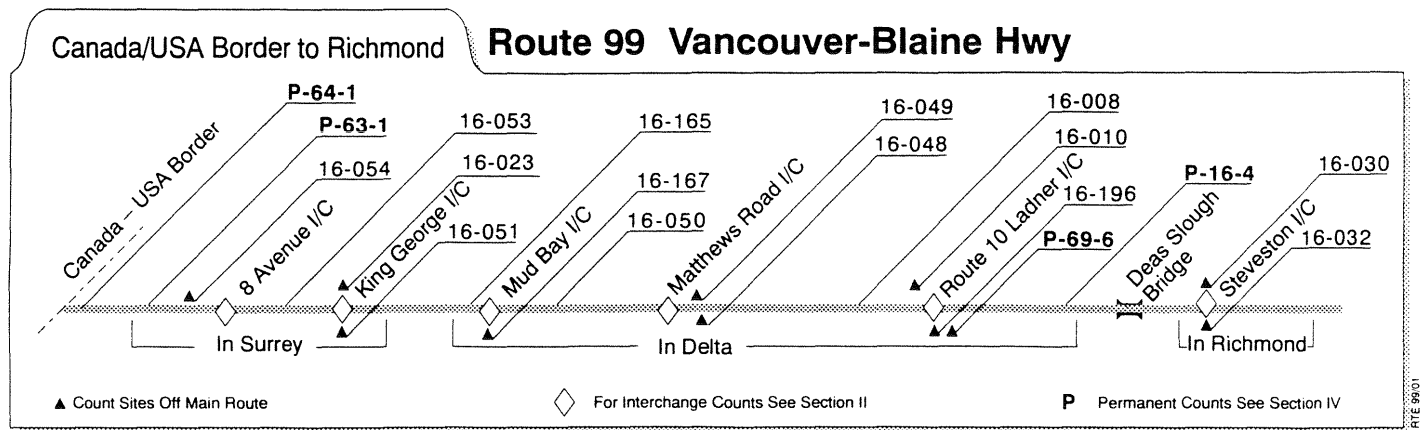 Canada/USA Border to Richmond
Route 99 Vancouver-Blaine Hwy
Canada - USA Border
P-64-1
P-63-1
16-054
8 Avenue I/C
16-053
16-023
King George I/C
16-051
16-165
16-167
Mud Bay I/C
16-050
Matthews Road I/C
16-049
16-048
16-008
16-010
Route 10 Ladner I/C
16-196
P-69-6
P-16-4
Deas Slough
Bridge
16-030
Steveston I/C
16-032
In Surrey
In Delta
In Richmond
Count Sites Off Main Route
For Interchange Counts See Section II
P Permanent Counts See Section IV
RTE 99/01